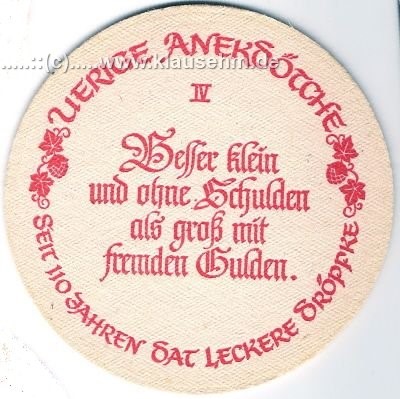 .....::(c).....www.klausehm.de
UERIGE ANEKDÖTCHE
IV
Besser klein
und ohne Schulden
als groß mit
fremden Gulden.
SEIT 110 JAHREN DAT LECKERE DRÖPPKE